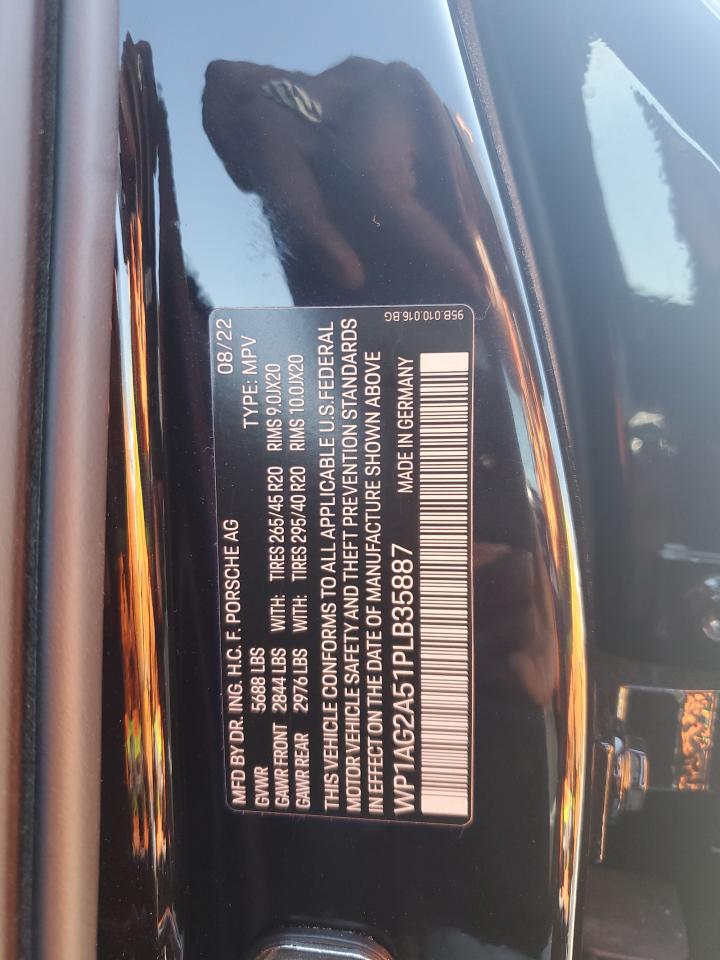 MFD BY DR. ING. H.C. F. PORSCHE AG 08/22
GVWR 5688 LBS TYPE: MPV
GAWR FRONT 2844 LBS WITH: TIRES 265/45 R20 RIMS 9.0JX20
GAWR REAR 2976 LBS WITH: TIRES 295/40 R20 RIMS 10.0JX20
THIS VEHICLE CONFORMS TO ALL APPLICABLE U.S.FEDERAL
MOTOR VEHICLE SAFETY AND THEFT PREVENTION STANDARDS
IN EFFECT ON THE DATE OF MANUFACTURE SHOWN ABOVE
WP1AG2A51PLB35887 MADE IN GERMANY
95B.010.016.BG